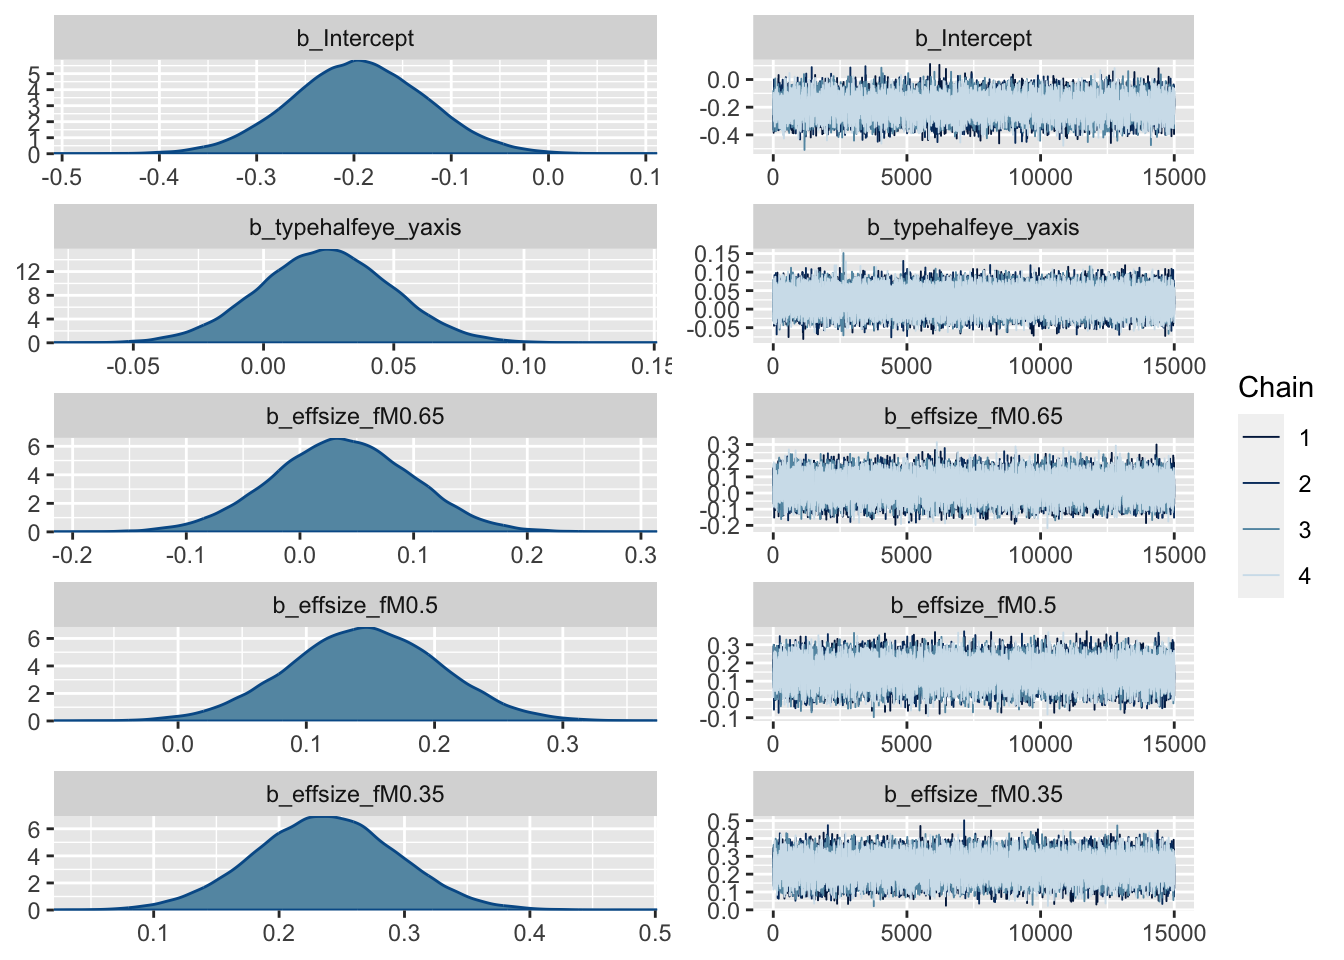 b_Intercept
5
4
3
2
1
0
-0.5 -0.4 -0.3 -0.2 -0.1 0.0 0.1
b_Intercept
0.0
-0.2
-0.4
0 5000 10000 15000
b_typehalfeye_yaxis
12
8
4
0
-0.05 0.00 0.05 0.10 0.15
b_typehalfeye_yaxis
0.15
0.10
0.05
0.00
-0.05
0 5000 10000 15000
b_effsize_fM0.65
6
4
2
0
-0.2 -0.1 0.0 0.1 0.2 0.3
b_effsize_fM0.65
0.3
0.2
0.1
0.0
-0.1
-0.2
0 5000 10000 15000
b_effsize_fM0.5
6
4
2
0
0.0 0.1 0.2 0.3
b_effsize_fM0.5
0.3
0.2
0.1
0.0
-0.1
0 5000 10000 15000
b_effsize_fM0.35
6
4
2
0
0.1 0.2 0.3 0.4 0.5
b_effsize_fM0.35
0.5
0.4
0.3
0.2
0.1
0.0
0 5000 10000 15000
Chain
1
2
3
4